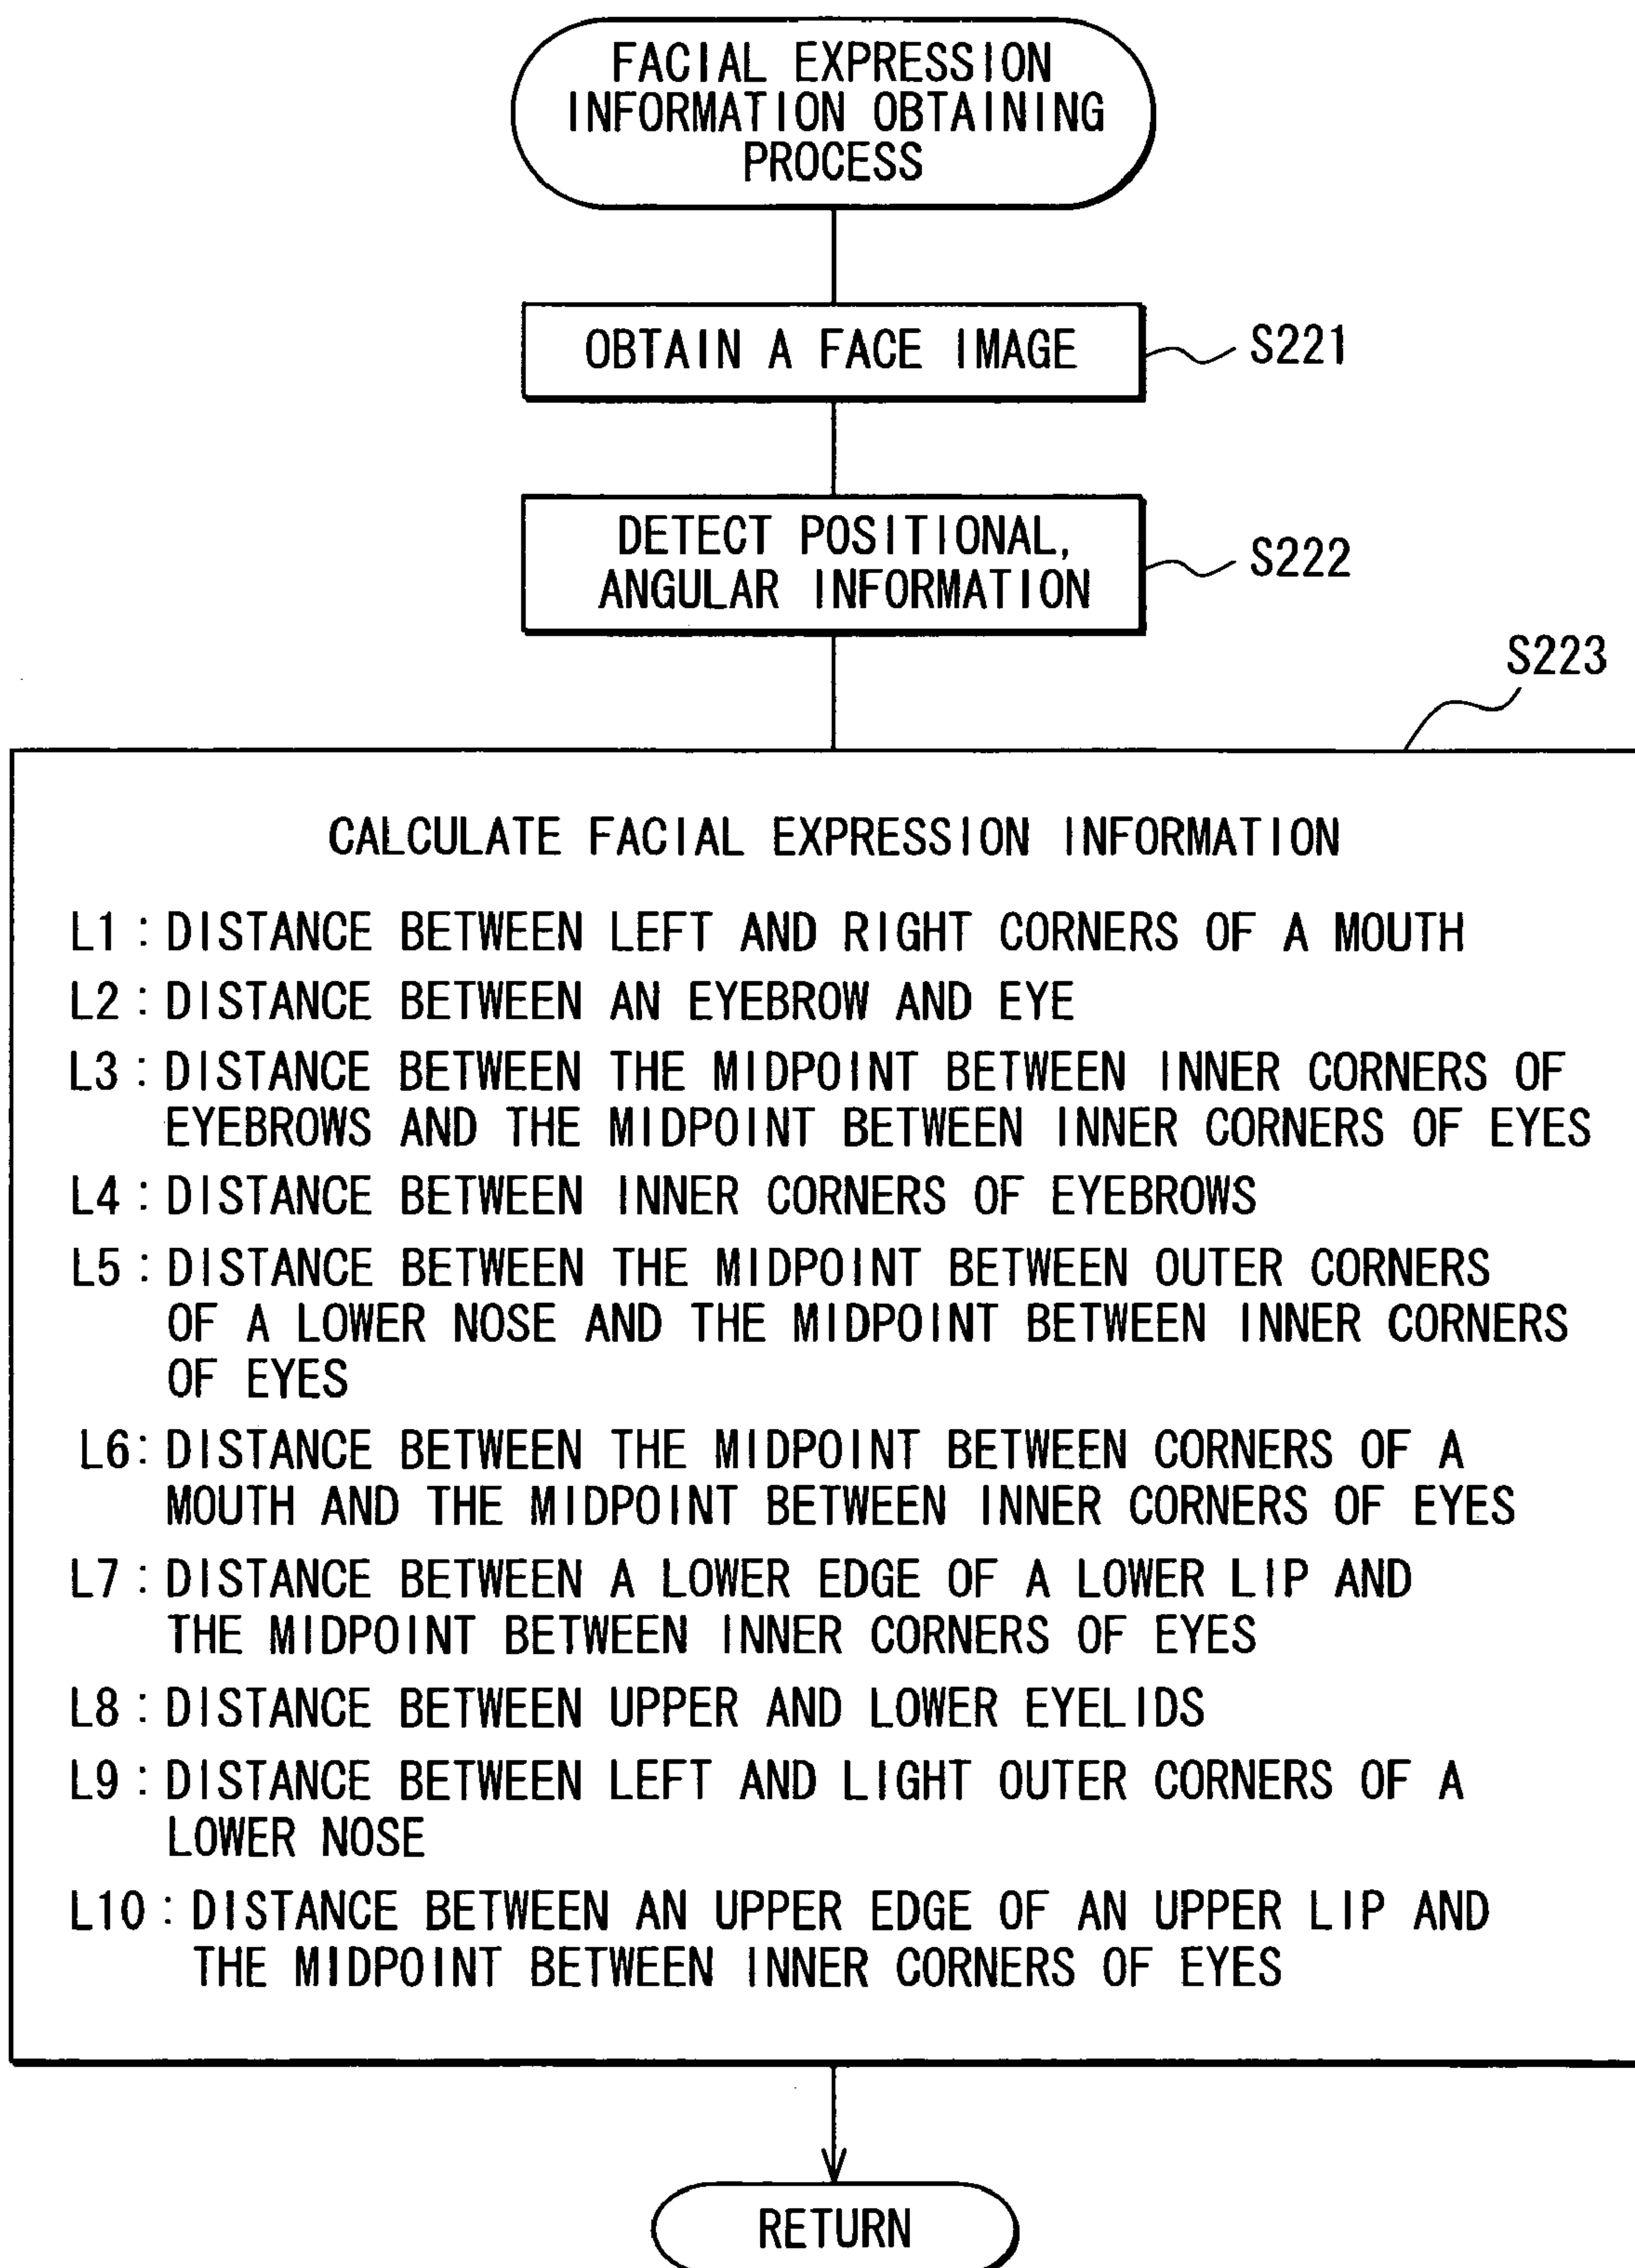 FACIAL EXPRESSION
INFORMATION OBTAINING
PROCESS
OBTAIN A FACE IMAGE
S221
DETECT POSITIONAL,
ANGULAR INFORMATION
S222
S223
CALCULATE FACIAL EXPRESSION INFORMATION
L1 : DISTANCE BETWEEN LEFT AND RIGHT CORNERS OF A MOUTH
L2 : DISTANCE BETWEEN AN EYEBROW AND EYE
L3 : DISTANCE BETWEEN THE MIDPOINT BETWEEN INNER CORNERS OF
EYEBROWS AND THE MIDPOINT BETWEEN INNER CORNERS OF EYES
L4 : DISTANCE BETWEEN INNER CORNERS OF EYEBROWS
L5 : DISTANCE BETWEEN THE MIDPOINT BETWEEN OUTER CORNERS
OF A LOWER NOSE AND THE MIDPOINT BETWEEN INNER CORNERS
OF EYES
L6: DISTANCE BETWEEN THE MIDPOINT BETWEEN CORNERS OF A
MOUTH AND THE MIDPOINT BETWEEN INNER CORNERS OF EYES
L7 : DISTANCE BETWEEN A LOWER EDGE OF A LOWER LIP AND
THE MIDPOINT BETWEEN INNER CORNERS OF EYES
L8 : DISTANCE BETWEEN UPPER AND LOWER EYELIDS
L9 : DISTANCE BETWEEN LEFT AND LIGHT OUTER CORNERS OF A
LOWER NOSE
L10 : DISTANCE BETWEEN AN UPPER EDGE OF AN UPPER LIP AND
THE MIDPOINT BETWEEN INNER CORNERS OF EYES
RETURN